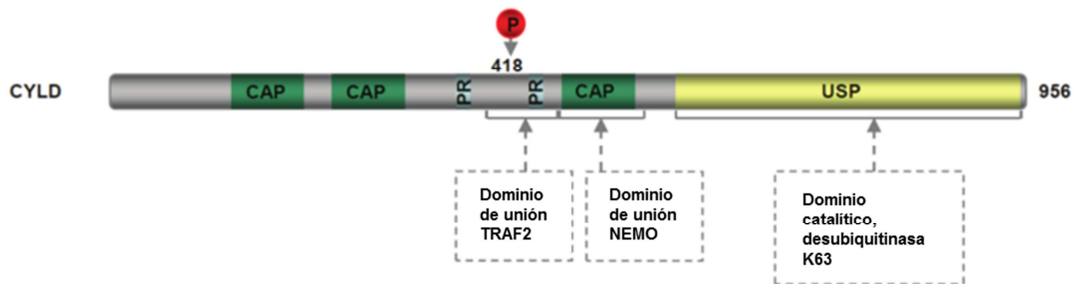 P
418
CYLD
CAP
CAP
PR
PR
CAP
USP
956
Dominio
de unión
TRAF2
Dominio
de unión
NEMO
Dominio
catalítico,
desubiquitinasa
K63